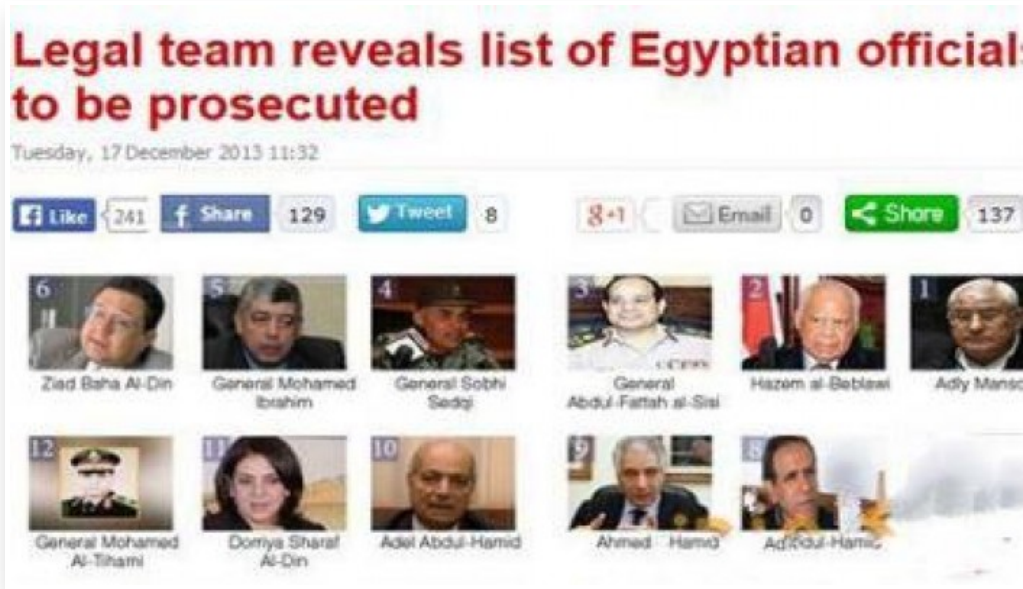 Legal team reveals list of Egyptian officials
to be prosecuted
Tuesday, 17 December 2013 11:32
Like 241 Share 129 Tweet 8 g+1 Email 0 Share 137
6 5 4 3 2 1
Ziad Baha Al-Din General Mohamed Ibrahim General Sobhi Sedqi General Abdul-Fattah al-Sisi Hazem al-Beblawi Adly
12 11 10 9 8
General Mohamed Al-Tihami Dorriya Sharaf Al-Din Adel Abdul-Hamid Ahmed Hamid